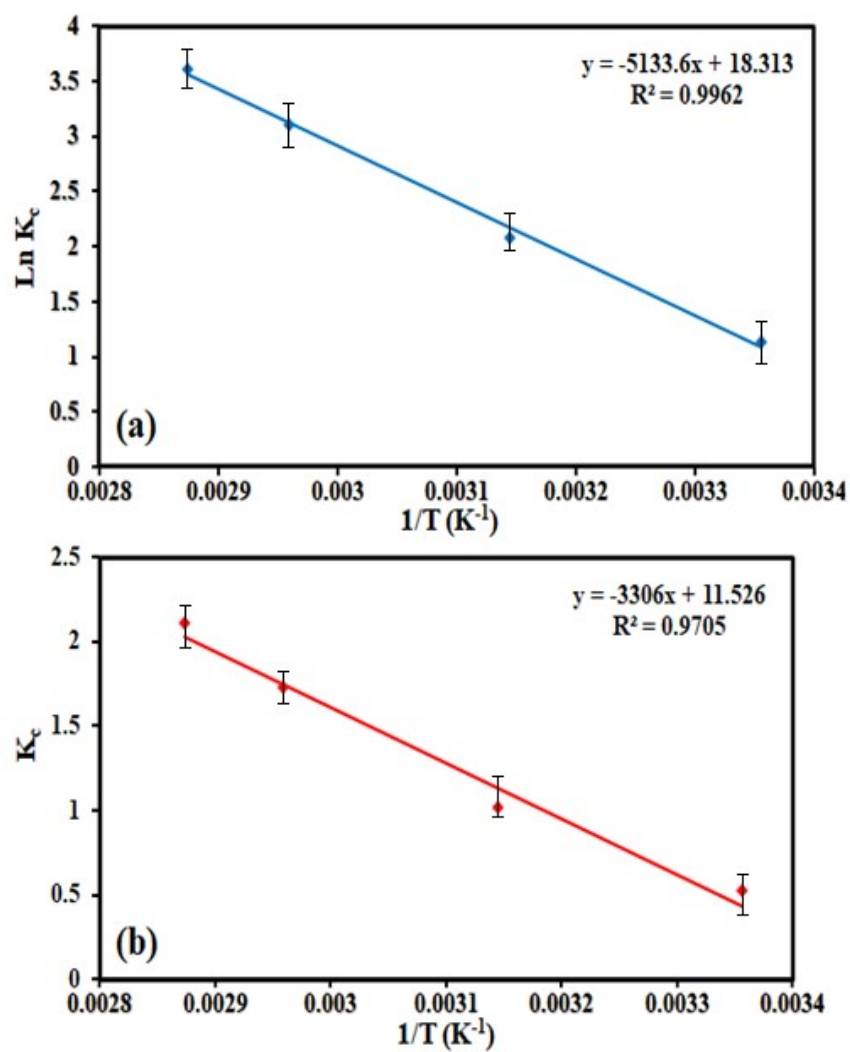 4
3.5
3
2.5
2
1.5
1
0.5
0
Ln K_c
y = -5133.6x + 18.313
R² = 0.9962
(a)
0.0028 0.0029 0.003 0.0031 0.0032 0.0033 0.0034
1/T (K⁻¹)
2.5
2
1.5
1
0.5
0
K_c
y = -3306x + 11.526
R² = 0.9705
(b)
0.0028 0.0029 0.003 0.0031 0.0032 0.0033 0.0034
1/T (K⁻¹)